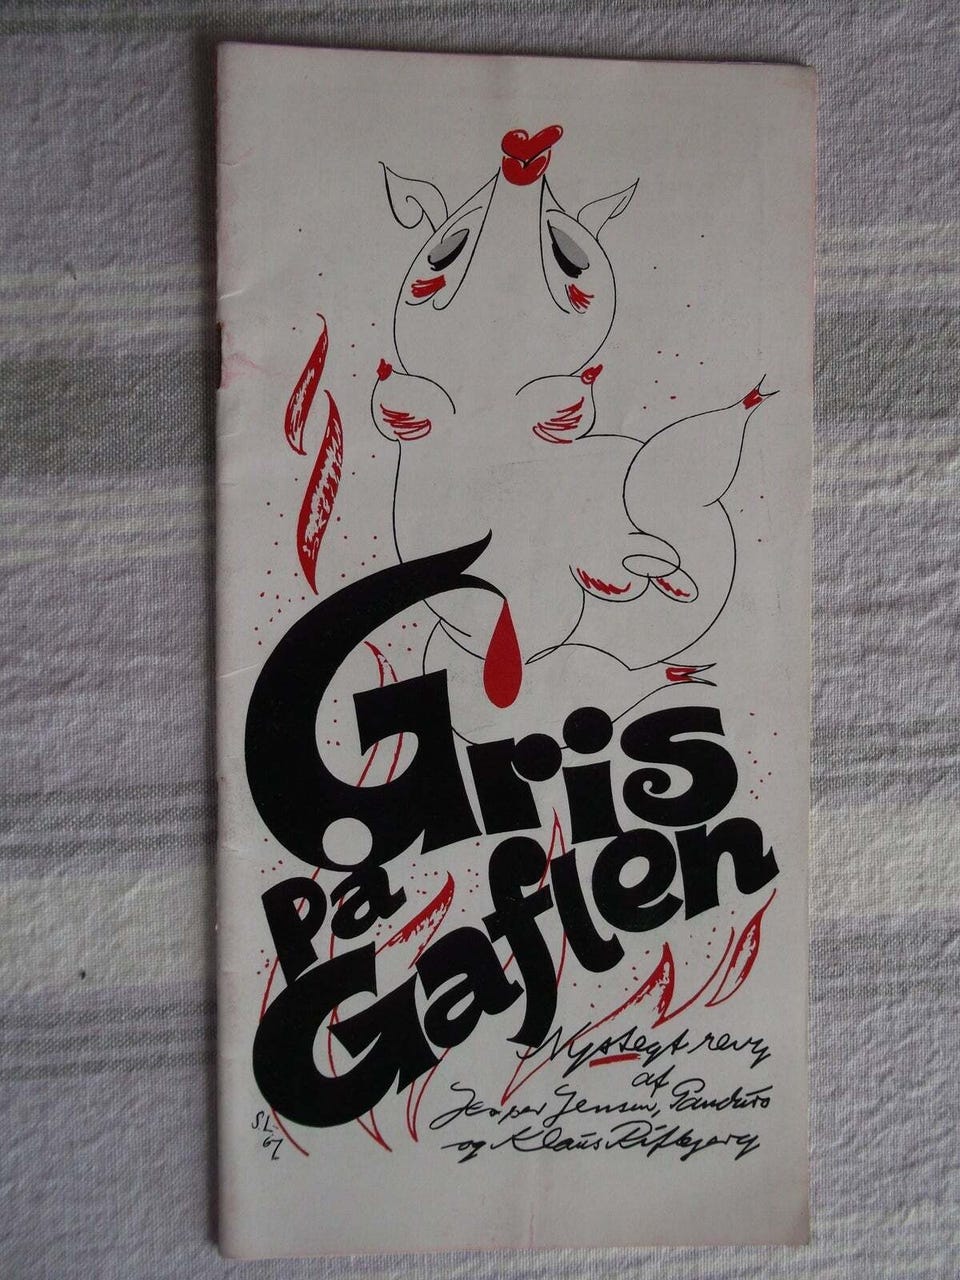 Gris
på
Gaflen
Nystegt revy
af
Jesper Jensen, Panduro
og Klaus Rifbjerg
SL
67